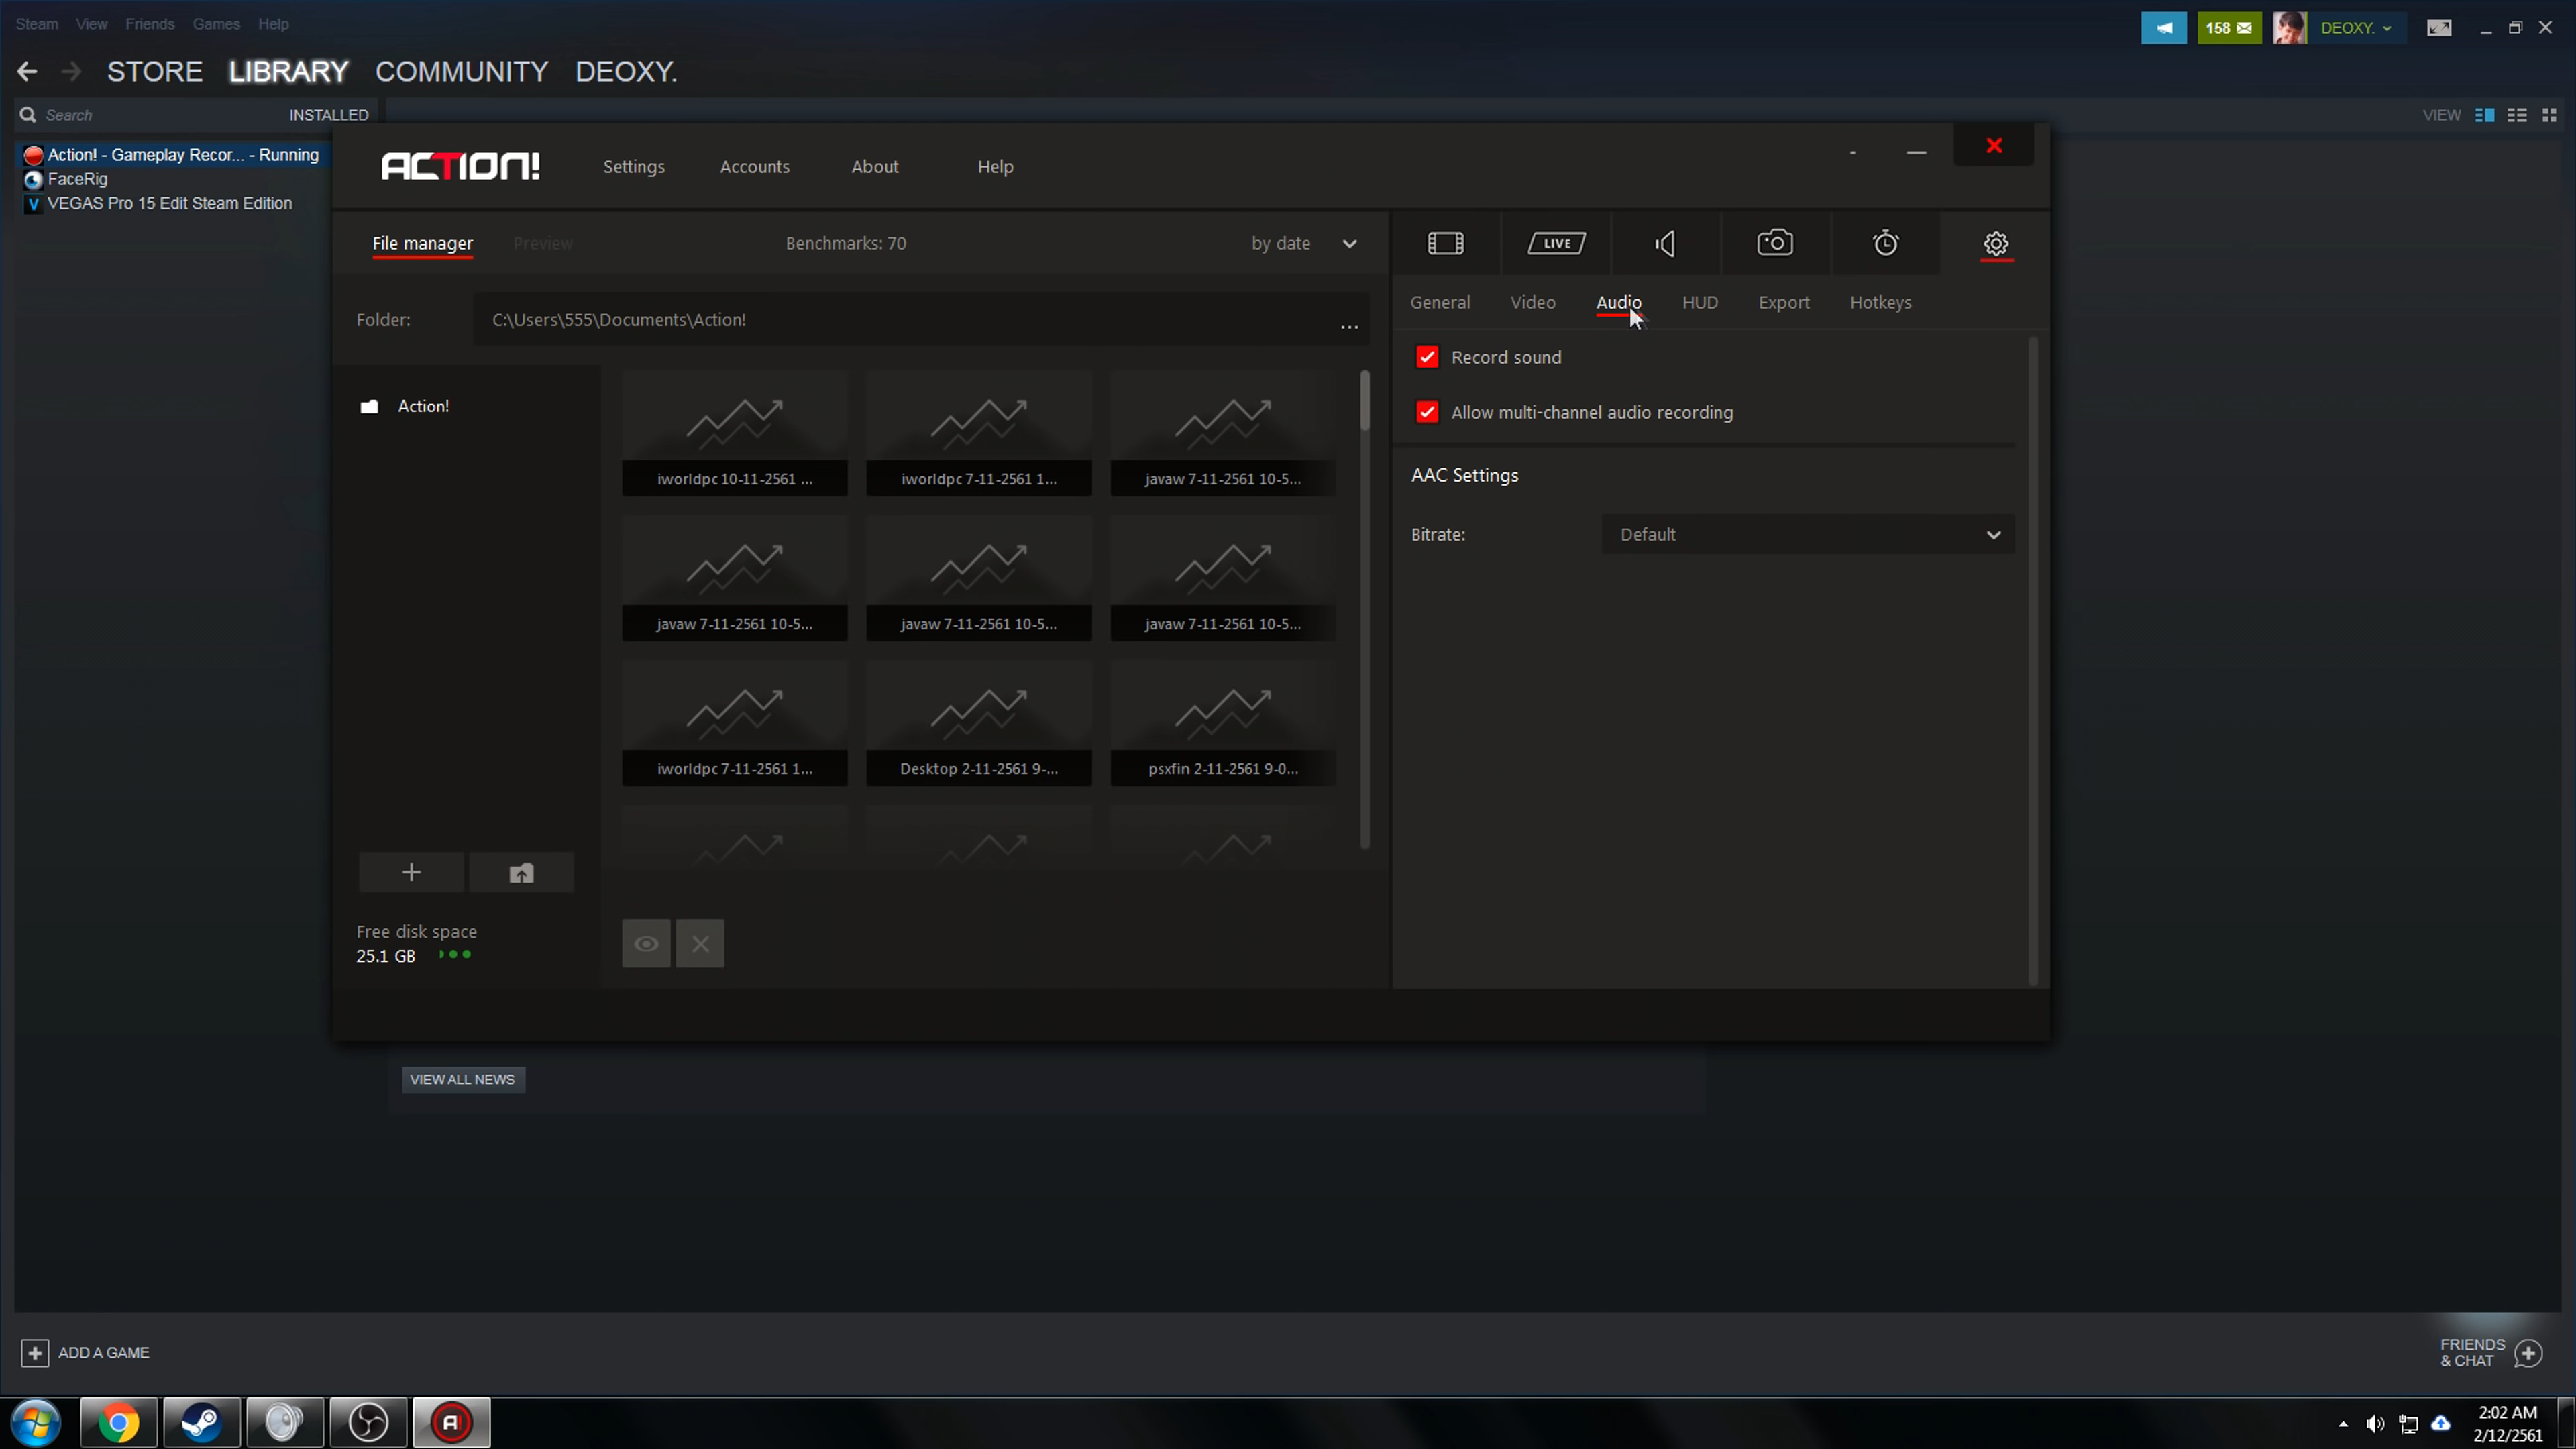 Steam View Friends Games Help
158
DEOXY.
STORE LIBRARY COMMUNITY DEOXY.
Search
INSTALLED
VIEW
Action! - Gameplay Recor... - Running
FaceRig
VEGAS Pro 15 Edit Steam Edition
ACTION!
Settings Accounts About Help
File manager Preview Benchmarks: 70 by date
LIVE
General Video Audio HUD Export Hotkeys
Folder: C:\Users\555\Documents\Action! ...
Record sound
Allow multi-channel audio recording
AAC Settings
Bitrate: Default
Action!
iworldpc 10-11-2561 ... iworldpc 7-11-2561 1... javaw 7-11-2561 10-5...
javaw 7-11-2561 10-5... javaw 7-11-2561 10-5... javaw 7-11-2561 10-5...
iworldpc 7-11-2561 1... Desktop 2-11-2561 9-... psxfin 2-11-2561 9-0...
Free disk space
25.1 GB
VIEW ALL NEWS
ADD A GAME
FRIENDS
& CHAT
2:02 AM
2/12/2561